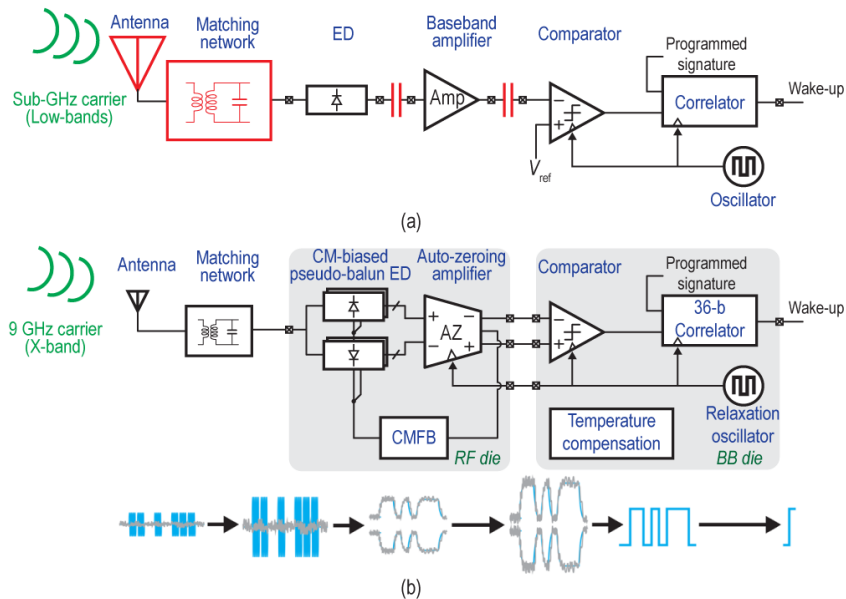 Antenna
Matching
network
ED
Baseband
amplifier
Comparator
Programmed
signature
Sub-GHz carrier
(Low-bands)
Amp
−
+
Correlator
Wake-up
Vref
Oscillator
(a)
Antenna
Matching
network
CM-biased
pseudo-balun ED
Auto-zeroing
amplifier
Comparator
Programmed
signature
9 GHz carrier
(X-band)
+ −
AZ
− +
−
+
36-b
Correlator
Wake-up
CMFB
RF die
Temperature
compensation
Relaxation
oscillator
BB die
(b)